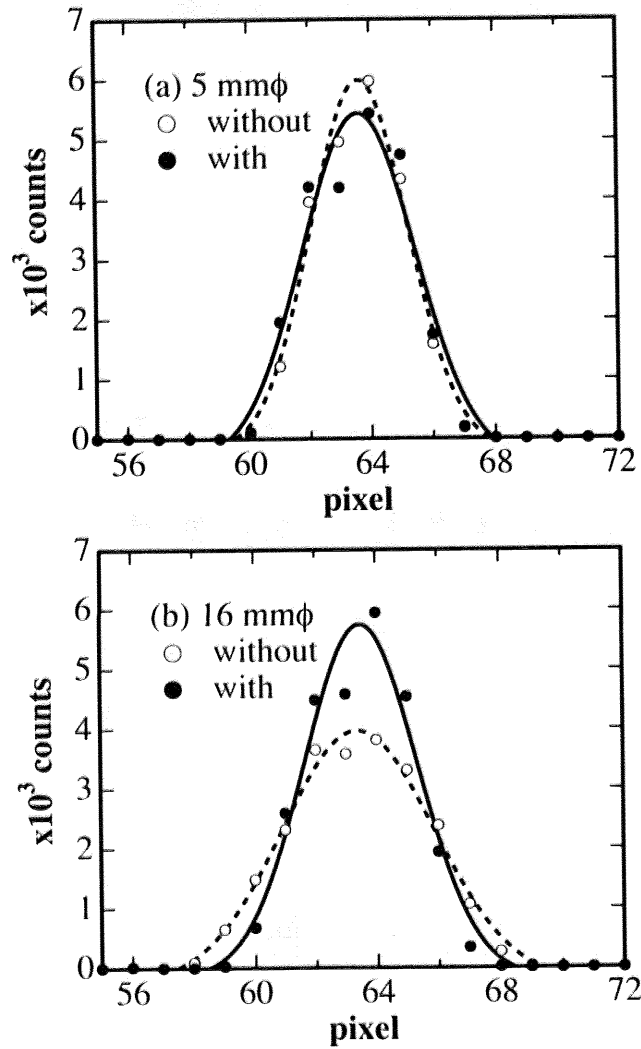 7
6
5
4
3
2
1
0
x10³ counts
(a) 5 mmϕ
without
with
56
60
64
68
72
pixel
7
6
5
4
3
2
1
0
x10³ counts
(b) 16 mmϕ
without
with
56
60
64
68
72
pixel